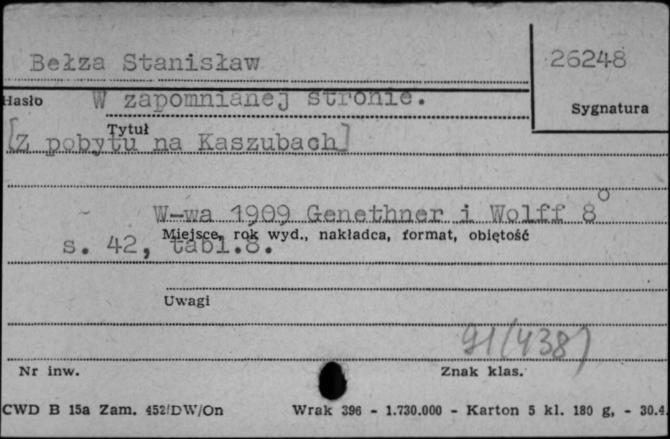 Bełza Stanisław
26248
Hasło
W zapomnianej stronie.
Sygnatura
Tytuł
[Z pobytu na Kaszubach]
W-wa 1909 Genethner i Wolff 8°
Miejsce, rok wyd., nakładca, format, obiętość
s. 42, tabl.8.
Uwagi
91(438)
Nr inw.
Znak klas.
CWD B 15a Zam. 452/DW/On Wrak 396 - 1.730.000 - Karton 5 kl. 180 g, - 30.4.